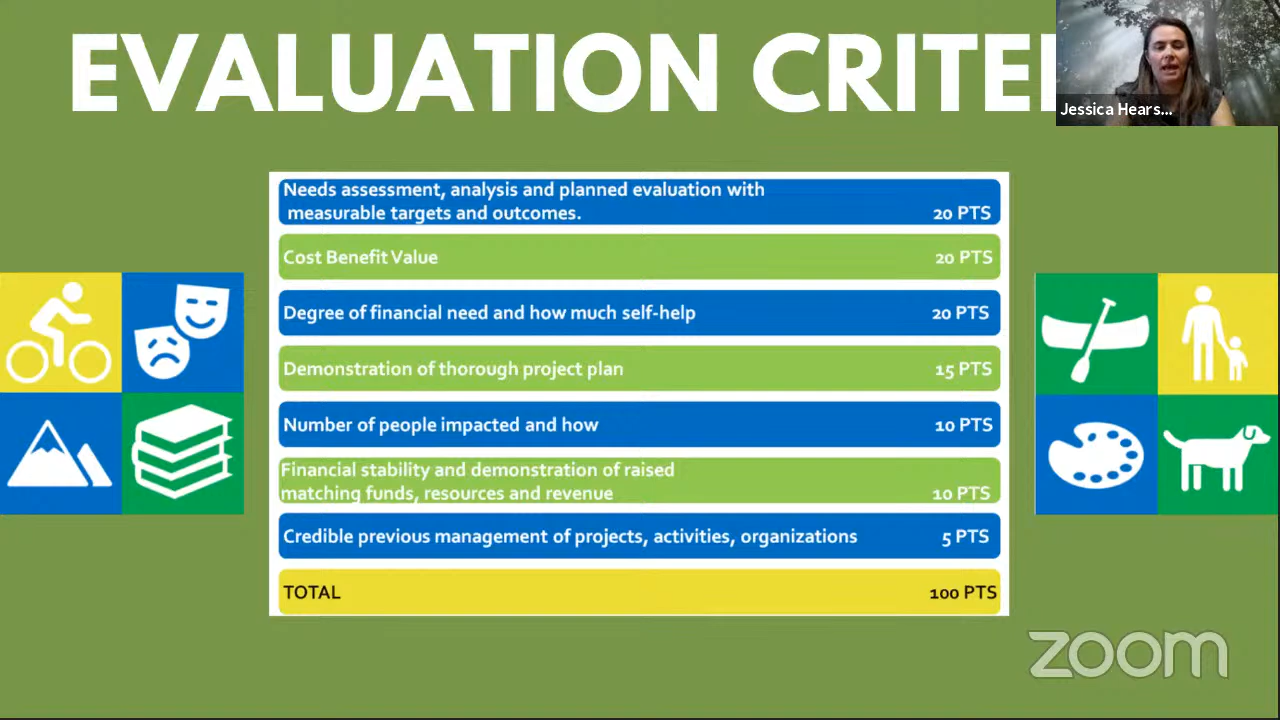 EVALUATION CRITE
Jessica Hears...
Needs assessment, analysis and planned evaluation with
measurable targets and outcomes. 20 PTS
Cost Benefit Value 20 PTS
Degree of financial need and how much self-help 20 PTS
Demonstration of thorough project plan 15 PTS
Number of people impacted and how 10 PTS
Financial stability and demonstration of raised
matching funds, resources and revenue 10 PTS
Credible previous management of projects, activities, organizations 5 PTS
TOTAL 100 PTS
zoom